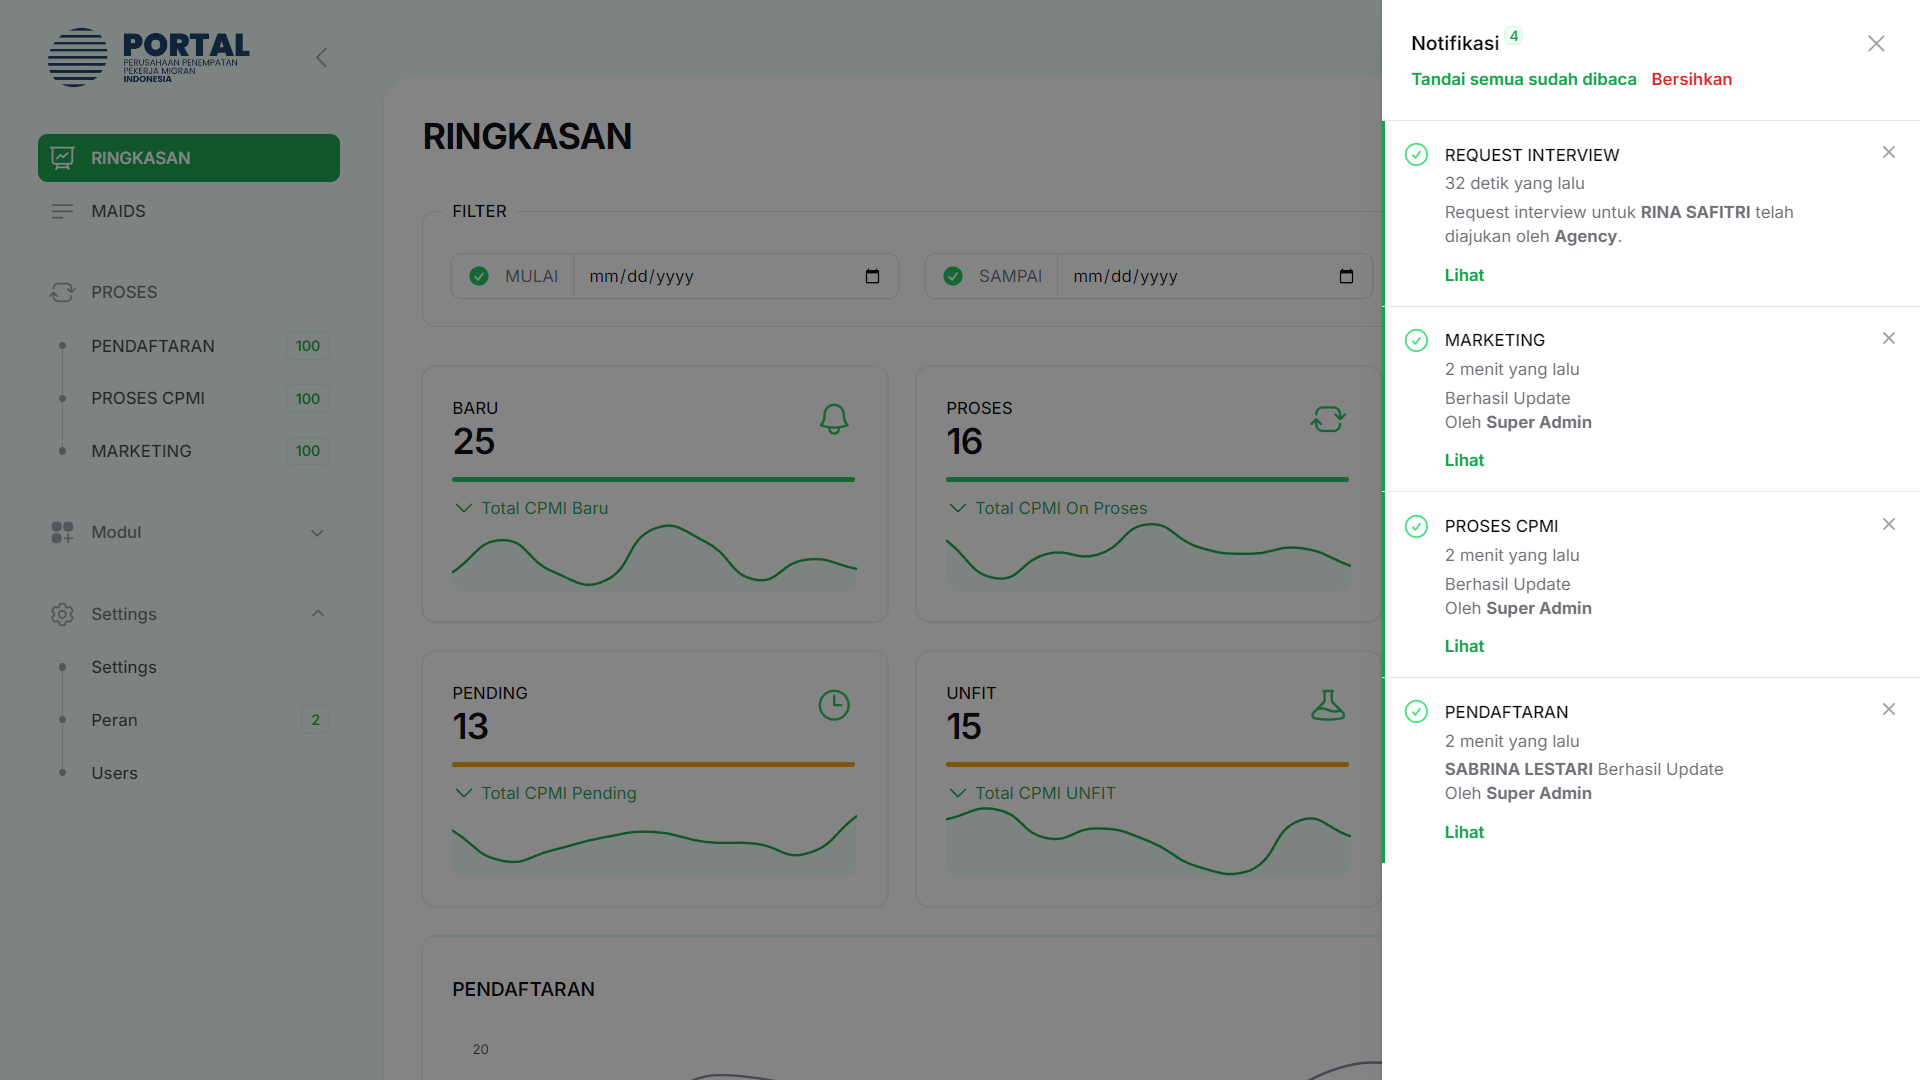 PORTAL
PERUSAHAAN PENEMPATAN
PEKERJA MIGRAN
INDONESIA
RINGKASAN
MAIDS
PROSES
PENDAFTARAN 100
PROSES CPMI 100
MARKETING 100
Modul
Settings
Settings
Peran 2
Users
RINGKASAN
FILTER
MULAI mm/dd/yyyy
SAMPAI mm/dd/yyyy
BARU
25
Total CPMI Baru
PROSES
16
Total CPMI On Proses
PENDING
13
Total CPMI Pending
UNFIT
15
Total CPMI UNFIT
PENDAFTARAN
20
Notifikasi 4
Tandai semua sudah dibaca Bersihkan
REQUEST INTERVIEW
32 detik yang lalu
Request interview untuk RINA SAFITRI telah
diajukan oleh Agency.
Lihat
MARKETING
2 menit yang lalu
Berhasil Update
Oleh Super Admin
Lihat
PROSES CPMI
2 menit yang lalu
Berhasil Update
Oleh Super Admin
Lihat
PENDAFTARAN
2 menit yang lalu
SABRINA LESTARI Berhasil Update
Oleh Super Admin
Lihat